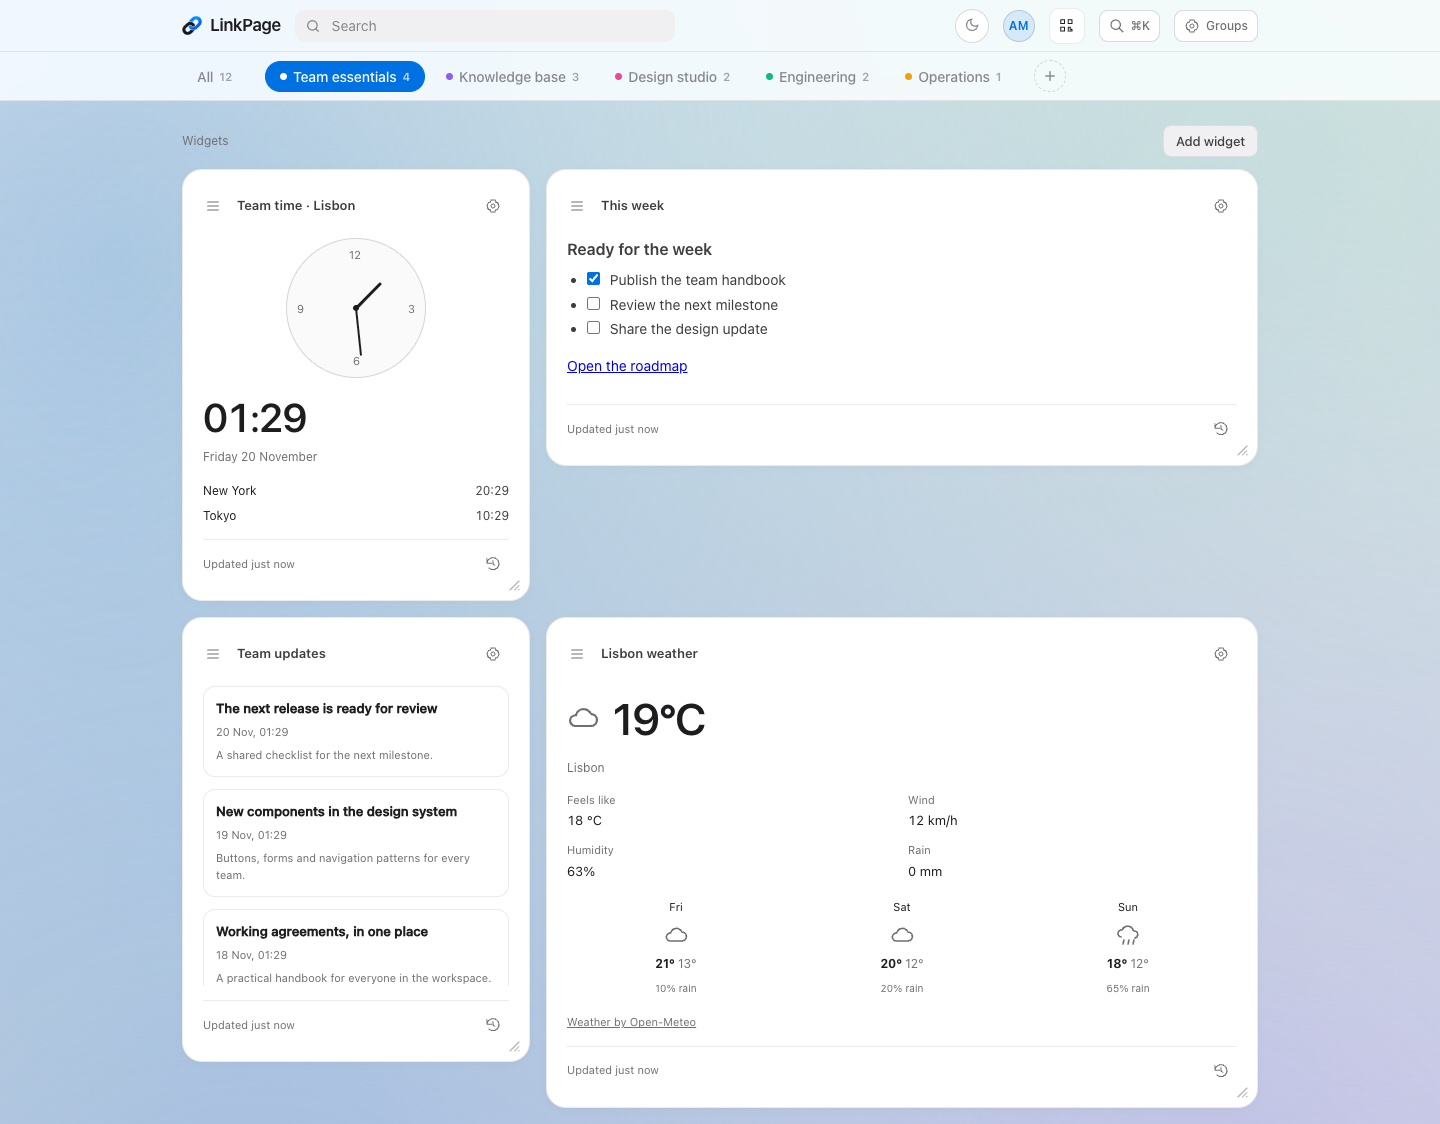 LinkPage
Search
AM
⌘K
Groups
All 12
Team essentials 4
Knowledge base 3
Design studio 2
Engineering 2
Operations 1
Widgets
Add widget
Team time · Lisbon
12
9
3
6
01:29
Friday 20 November
New York 20:29
Tokyo 10:29
Updated just now
This week
Ready for the week
Publish the team handbook
Review the next milestone
Share the design update
Open the roadmap
Updated just now
Team updates
The next release is ready for review
20 Nov, 01:29
A shared checklist for the next milestone.
New components in the design system
19 Nov, 01:29
Buttons, forms and navigation patterns for every
team.
Working agreements, in one place
18 Nov, 01:29
A practical handbook for everyone in the workspace.
Updated just now
Lisbon weather
19°C
Lisbon
Feels like
18 °C
Wind
12 km/h
Humidity
63%
Rain
0 mm
Fri
21° 13°
10% rain
Sat
20° 12°
20% rain
Sun
18° 12°
65% rain
Weather by Open-Meteo
Updated just now